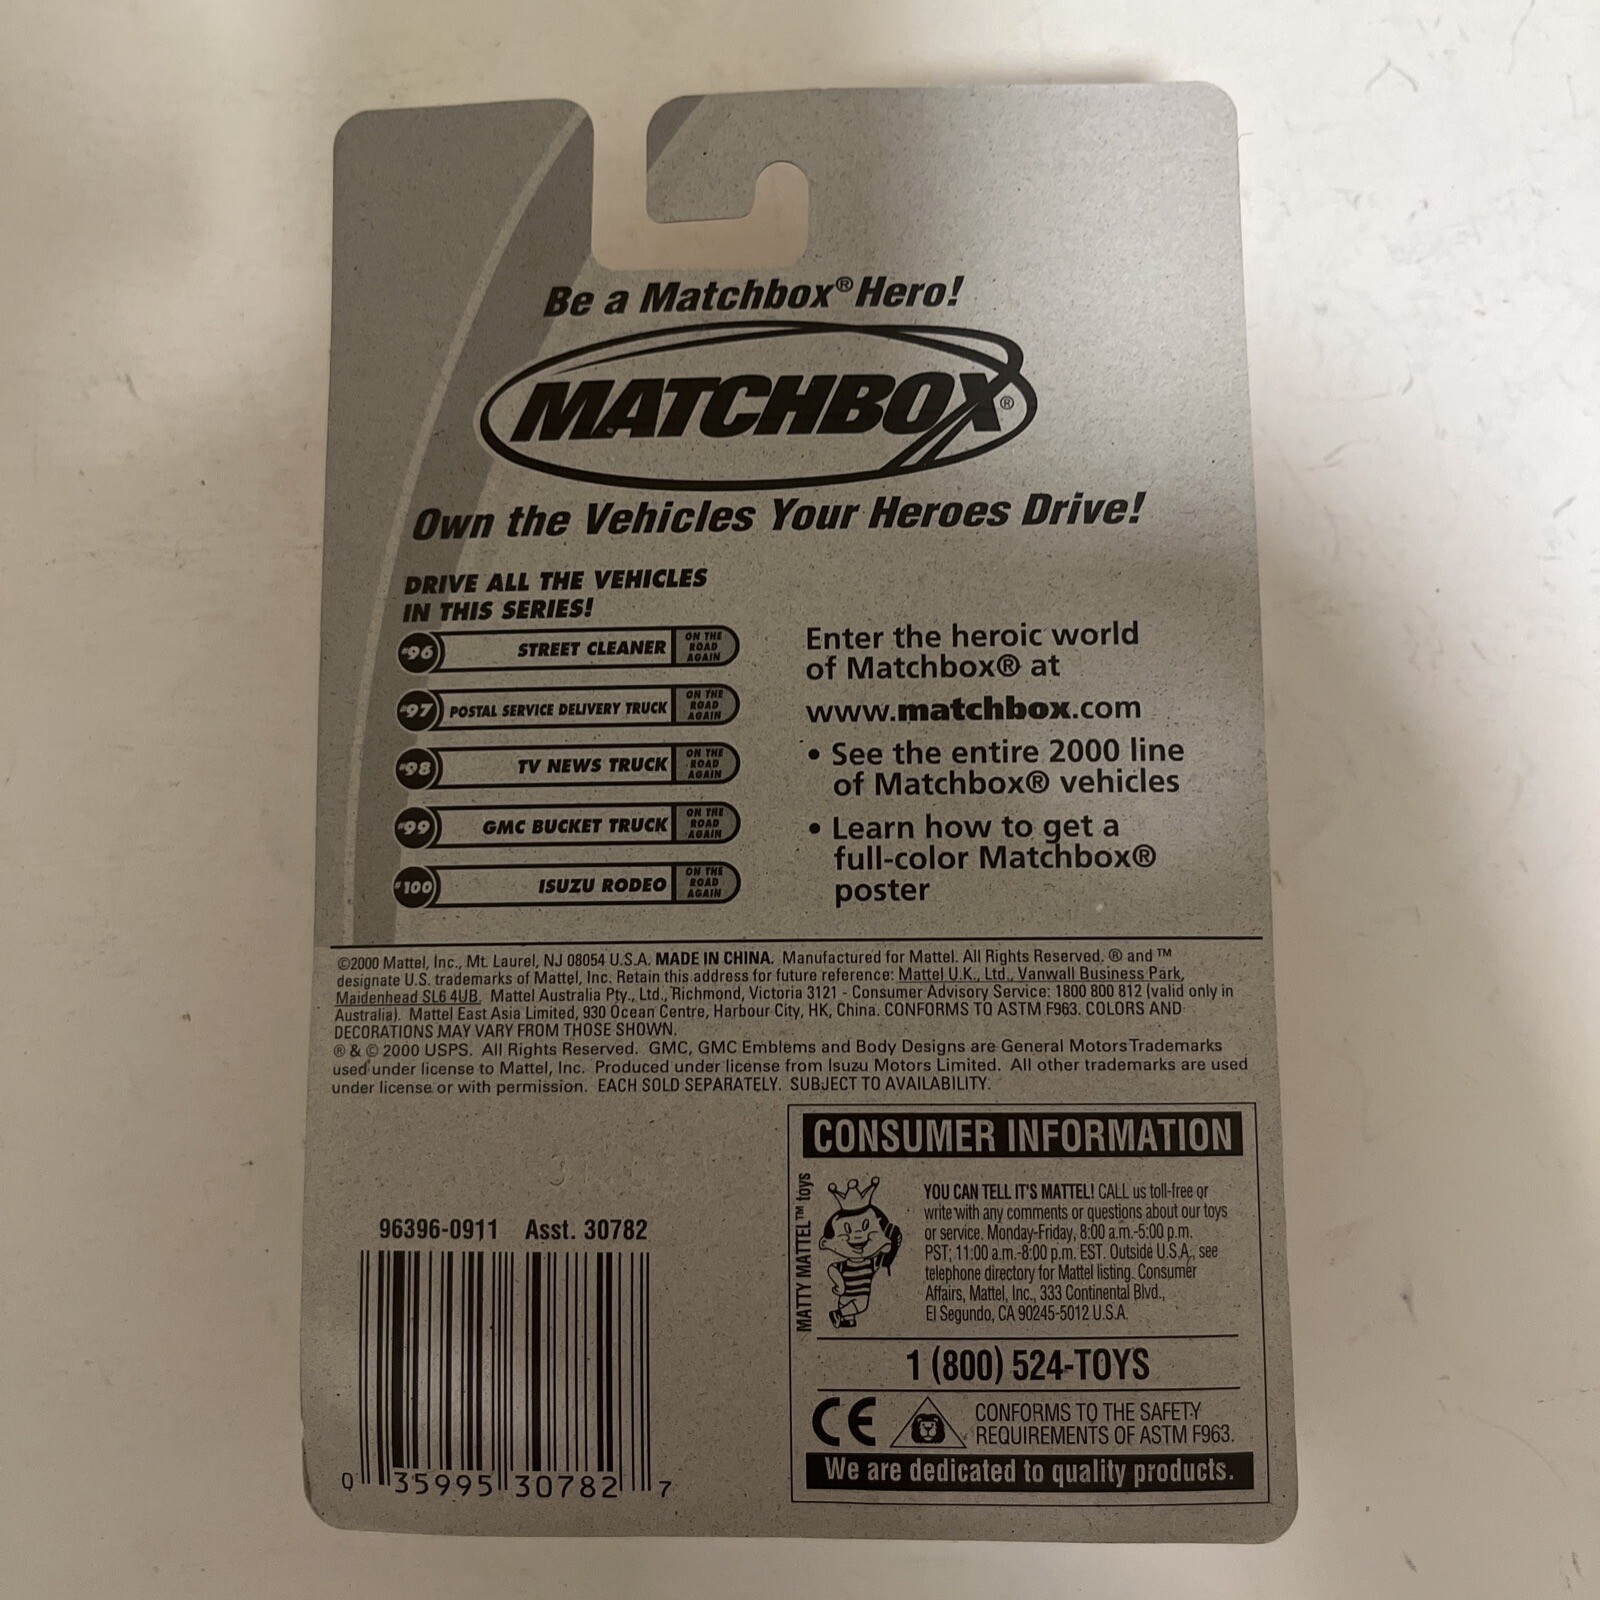 Be a Matchbox® Hero!
MATCHBOX®
Own the Vehicles Your Heroes Drive!
DRIVE ALL THE VEHICLES
IN THIS SERIES!
#96 STREET CLEANER ON THE ROAD AGAIN
#97 POSTAL SERVICE DELIVERY TRUCK ON THE ROAD AGAIN
#98 TV NEWS TRUCK ON THE ROAD AGAIN
#99 GMC BUCKET TRUCK ON THE ROAD AGAIN
#100 ISUZU RODEO ON THE ROAD AGAIN
Enter the heroic world
of Matchbox® at
www.matchbox.com
• See the entire 2000 line
of Matchbox® vehicles
• Learn how to get a
full-color Matchbox®
poster
©2000 Mattel, Inc., Mt. Laurel, NJ 08054 U.S.A. MADE IN CHINA. Manufactured for Mattel. All Rights Reserved. ® and ™
designate U.S. trademarks of Mattel, Inc. Retain this address for future reference: Mattel U.K., Ltd., Vanwall Business Park,
Maidenhead SL6 4UB. Mattel Australia Pty., Ltd., Richmond, Victoria 3121 - Consumer Advisory Service: 1800 800 812 (valid only in
Australia). Mattel East Asia Limited, 930 Ocean Centre, Harbour City, HK, China. CONFORMS TO ASTM F963. COLORS AND
DECORATIONS MAY VARY FROM THOSE SHOWN.
® & © 2000 USPS. All Rights Reserved. GMC, GMC Emblems and Body Designs are General Motors Trademarks
used under license to Mattel, Inc. Produced under license from Isuzu Motors Limited. All other trademarks are used
under license or with permission. EACH SOLD SEPARATELY. SUBJECT TO AVAILABILITY.
96396-0911 Asst. 30782
0 35995 30782 7
CONSUMER INFORMATION
MATTY MATTEL™ toys
YOU CAN TELL IT'S MATTEL! CALL us toll-free or
write with any comments or questions about our toys
or service. Monday-Friday, 8:00 a.m.-5:00 p.m.
PST; 11:00 a.m.-8:00 p.m. EST. Outside U.S.A., see
telephone directory for Mattel listing. Consumer
Affairs, Mattel, Inc., 333 Continental Blvd.,
El Segundo, CA 90245-5012 U.S.A.
1 (800) 524-TOYS
CE
CONFORMS TO THE SAFETY
REQUIREMENTS OF ASTM F963.
We are dedicated to quality products.